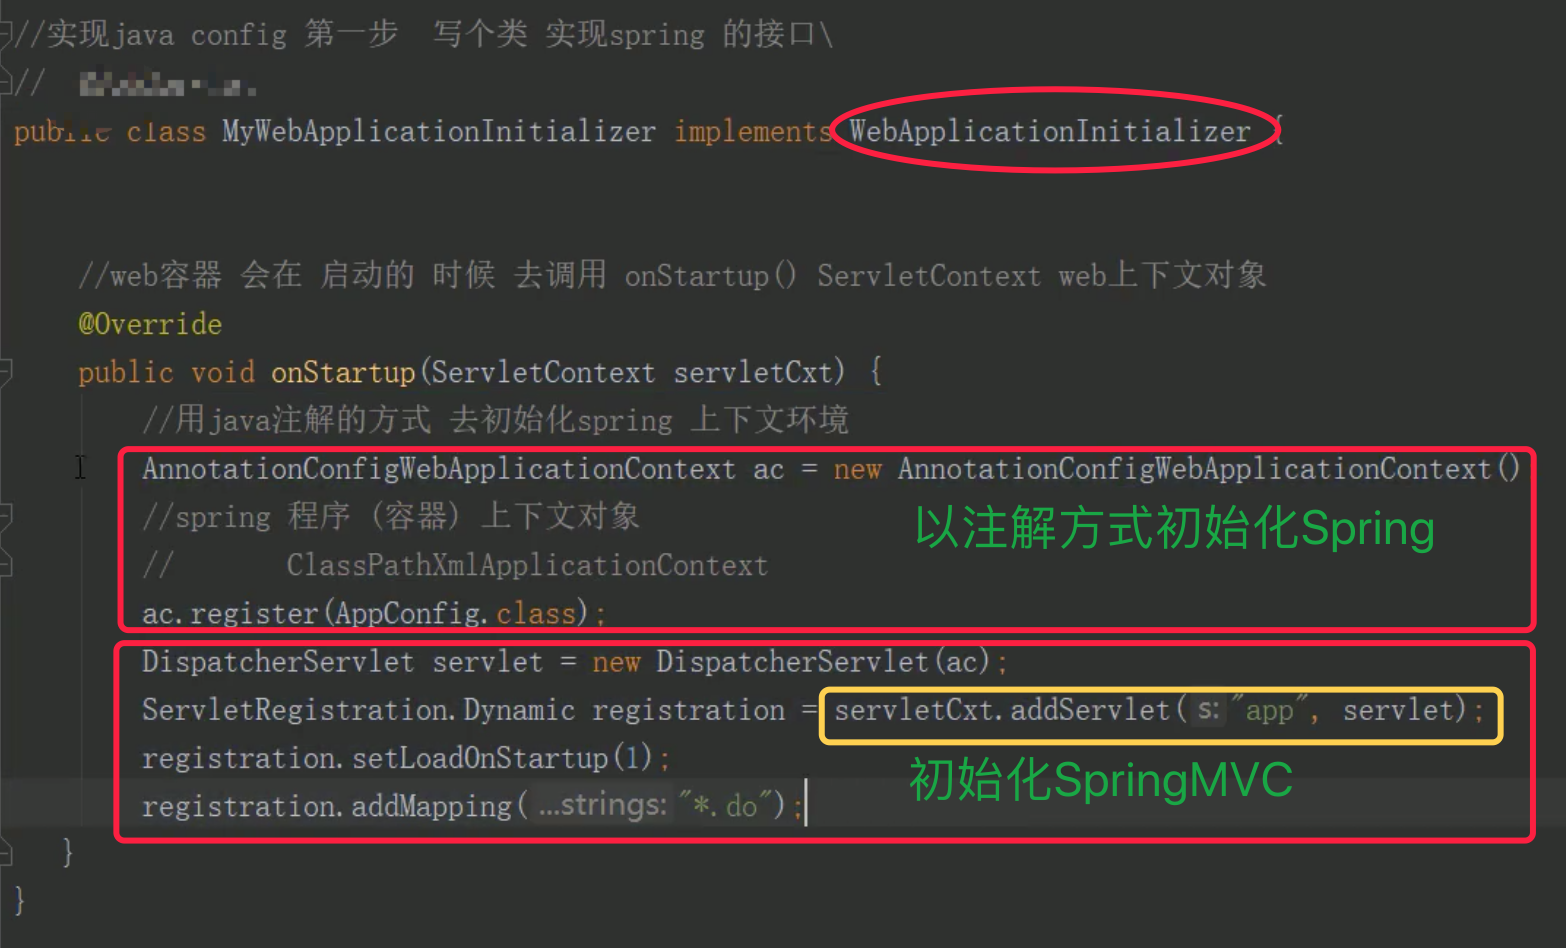 //实现java config 第一步  写个类 实现spring 的接口\
//
public class MyWebApplicationInitializer implements WebApplicationInitializer {
//web容器 会在 启动的 时候 去调用 onStartup() ServletContext web上下文对象
@Override
public void onStartup(ServletContext servletCxt) {
//用java注解的方式 去初始化spring 上下文环境
AnnotationConfigWebApplicationContext ac = new AnnotationConfigWebApplicationContext()
//spring 程序 (容器) 上下文对象
以注解方式初始化Spring
//       ClassPathXmlApplicationContext
ac.register(AppConfig.class);
DispatcherServlet servlet = new DispatcherServlet(ac);
ServletRegistration.Dynamic registration = servletCxt.addServlet( s: "app", servlet);
registration.setLoadOnStartup(1);
初始化SpringMVC
registration.addMapping( ...strings: "*.do");
}
}